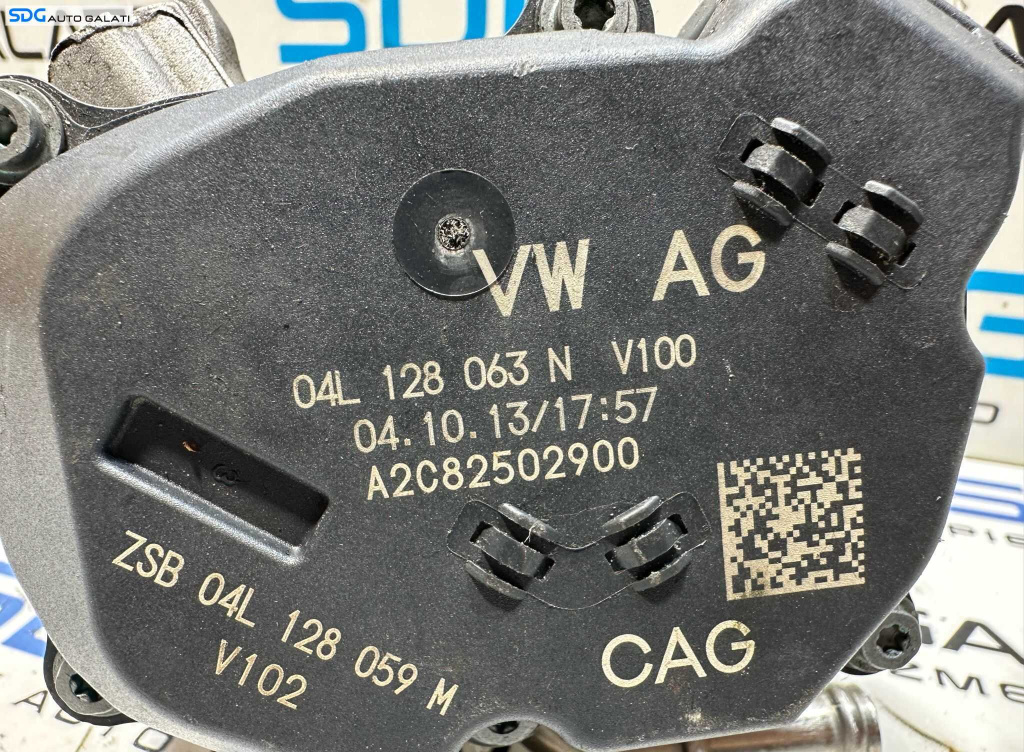 SDG AUTO GALATI
VW AG
04L 128 063 N V100
04.10.13/17:57
A2C82502900
ZSB 04L 128 059 M
V102
CAG